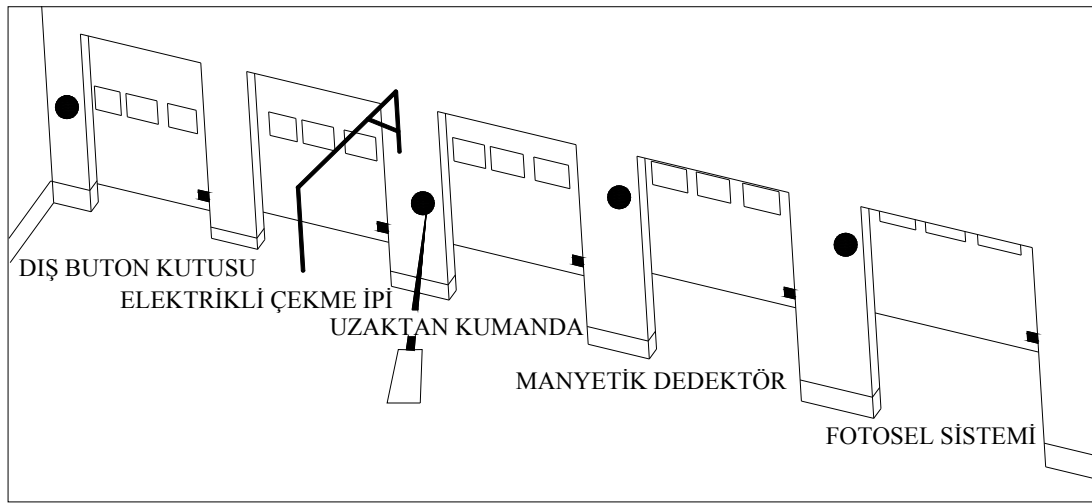 DIŞ BUTON KUTUSU
ELEKTRİKLİ ÇEKME İPİ
UZAKTAN KUMANDA
MANYETİK DEDEKTÖR
FOTOSEL SİSTEMİ